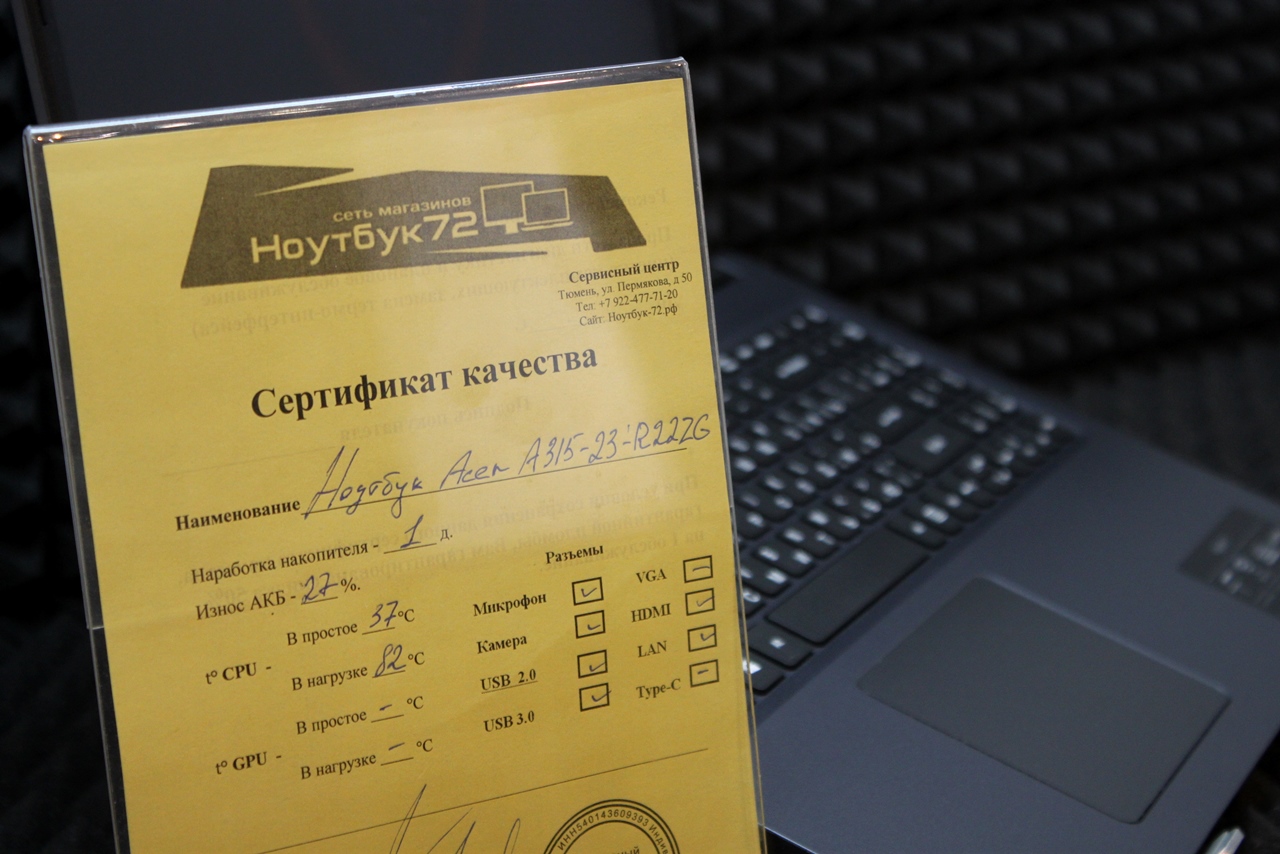 сеть магазинов
Ноутбук72
Сервисный центр
Тюмень, ул. Пермякова, д 50
Тел: +7 922-477-71-20
Сайт: Ноутбук-72.рф
Сертификат качества
Наименование Ноутбук Acer A315-23-R22ZG
Наработка накопителя - 1 д.
Износ АКБ - 27 %.
t° CPU -
В простое 37 °C
В нагрузке 82 °C
t° GPU -
В простое - °C
В нагрузке - °C
Разъемы
Микрофон
Камера
USB 2.0
USB 3.0
VGA
HDMI
LAN
Type-C
ИНН540143609393